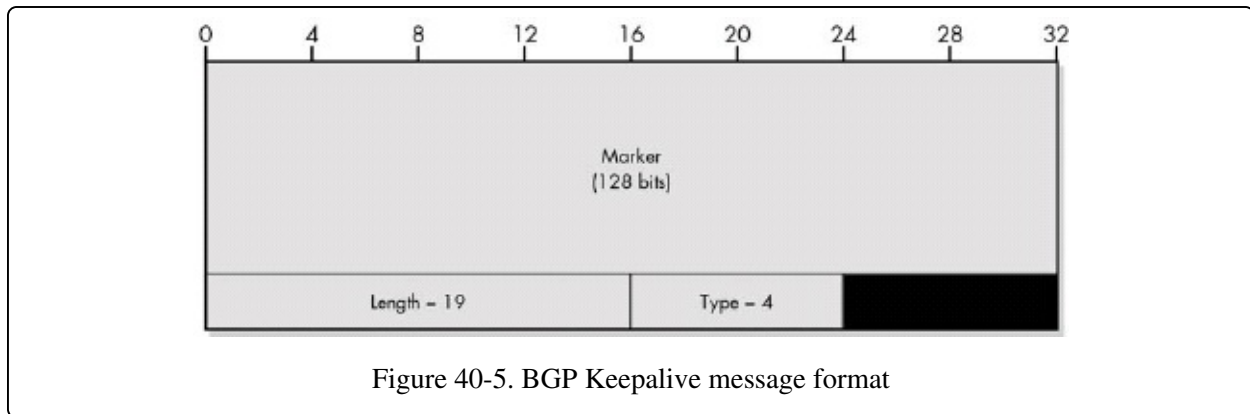 0 4 8 12 16 20 24 28 32
Marker
(128 bits)
Length – 19
Type – 4
Figure 40-5. BGP Keepalive message format